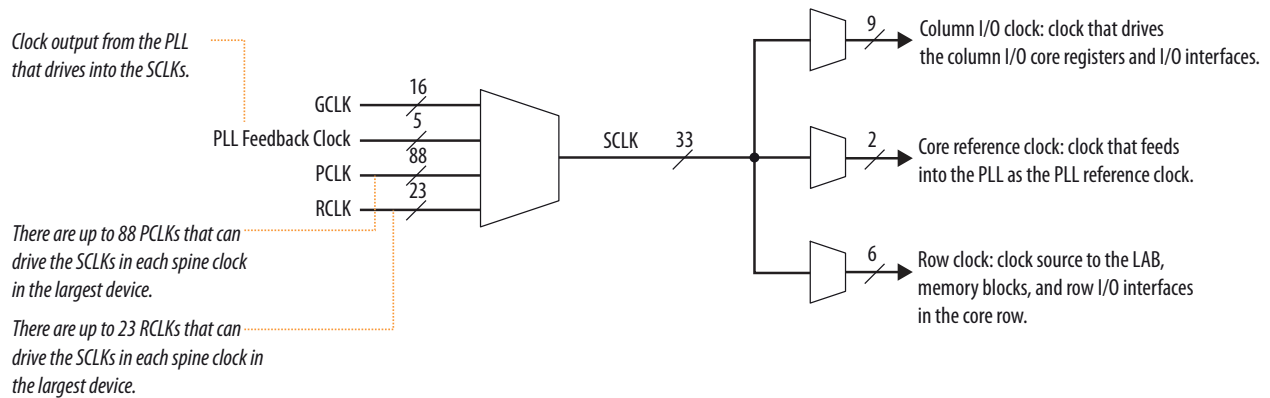 Clock output from the PLL
that drives into the SCLKs.
GCLK
16
PLL Feedback Clock
5
PCLK
88
RCLK
23
There are up to 88 PCLKs that can
drive the SCLKs in each spine clock
in the largest device.
There are up to 23 RCLKs that can
drive the SCLKs in each spine clock in
the largest device.
SCLK
33
9
Column I/O clock: clock that drives
the column I/O core registers and I/O interfaces.
2
Core reference clock: clock that feeds
into the PLL as the PLL reference clock.
6
Row clock: clock source to the LAB,
memory blocks, and row I/O interfaces
in the core row.